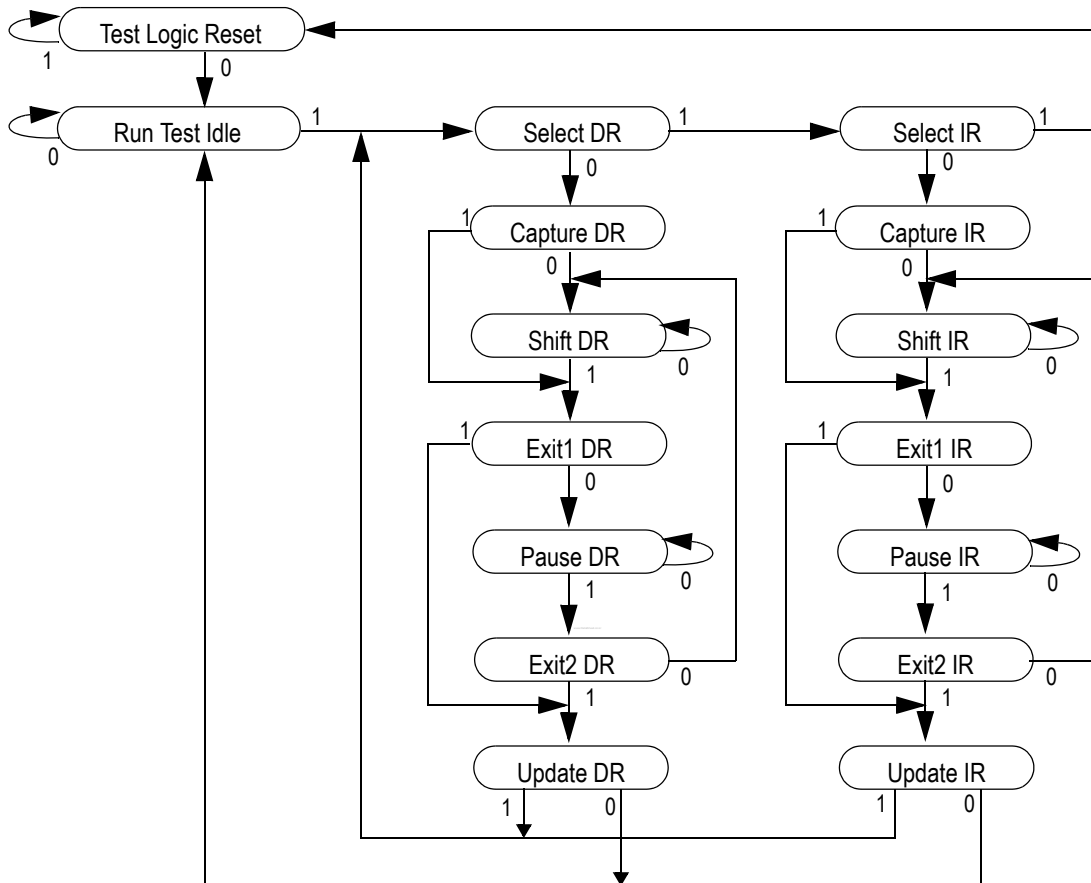 Test Logic Reset
1
0
Run Test Idle
1
Select DR
1
Select IR
1
0
0
0
1
Capture DR
1
Capture IR
0
0
Shift DR
0
Shift IR
0
1
1
1
Exit1 DR
1
Exit1 IR
0
0
Pause DR
0
Pause IR
0
1
1
Exit2 DR
0
Exit2 IR
0
1
1
Update DR
Update IR
1
0
1
0